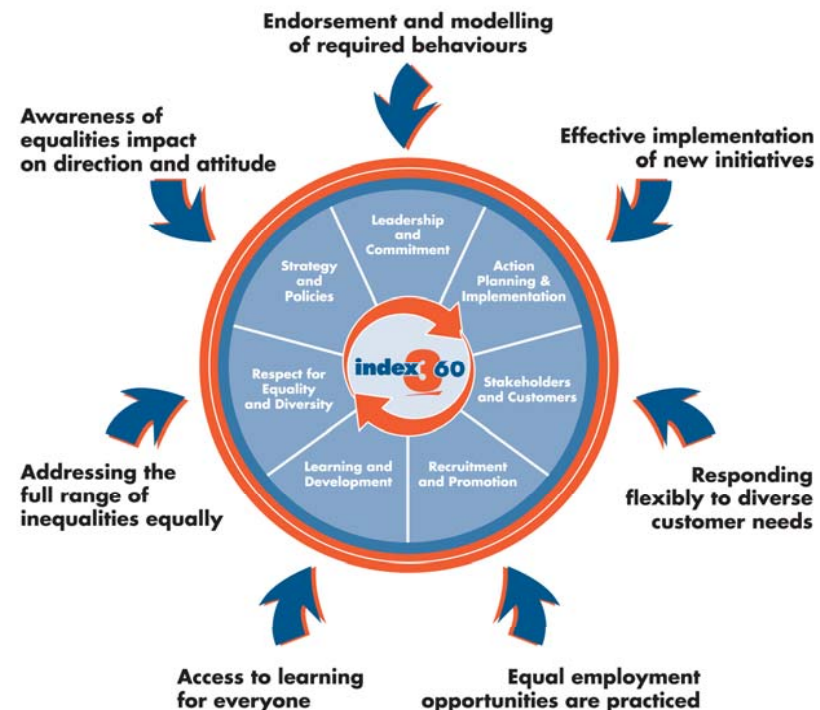 Endorsement and modelling
of required behaviours
Awareness of
equalities impact
on direction and attitude
Effective implementation
of new initiatives
Leadership
and
Commitment
Strategy
and
Policies
Action
Planning &
Implementation
index360
Respect for
Equality
and Diversity
Stakeholders
and Customers
Learning and
Development
Recruitment
and Promotion
Addressing the
full range of
inequalities equally
Responding
flexibly to diverse
customer needs
Access to learning
for everyone
Equal employment
opportunities are practiced